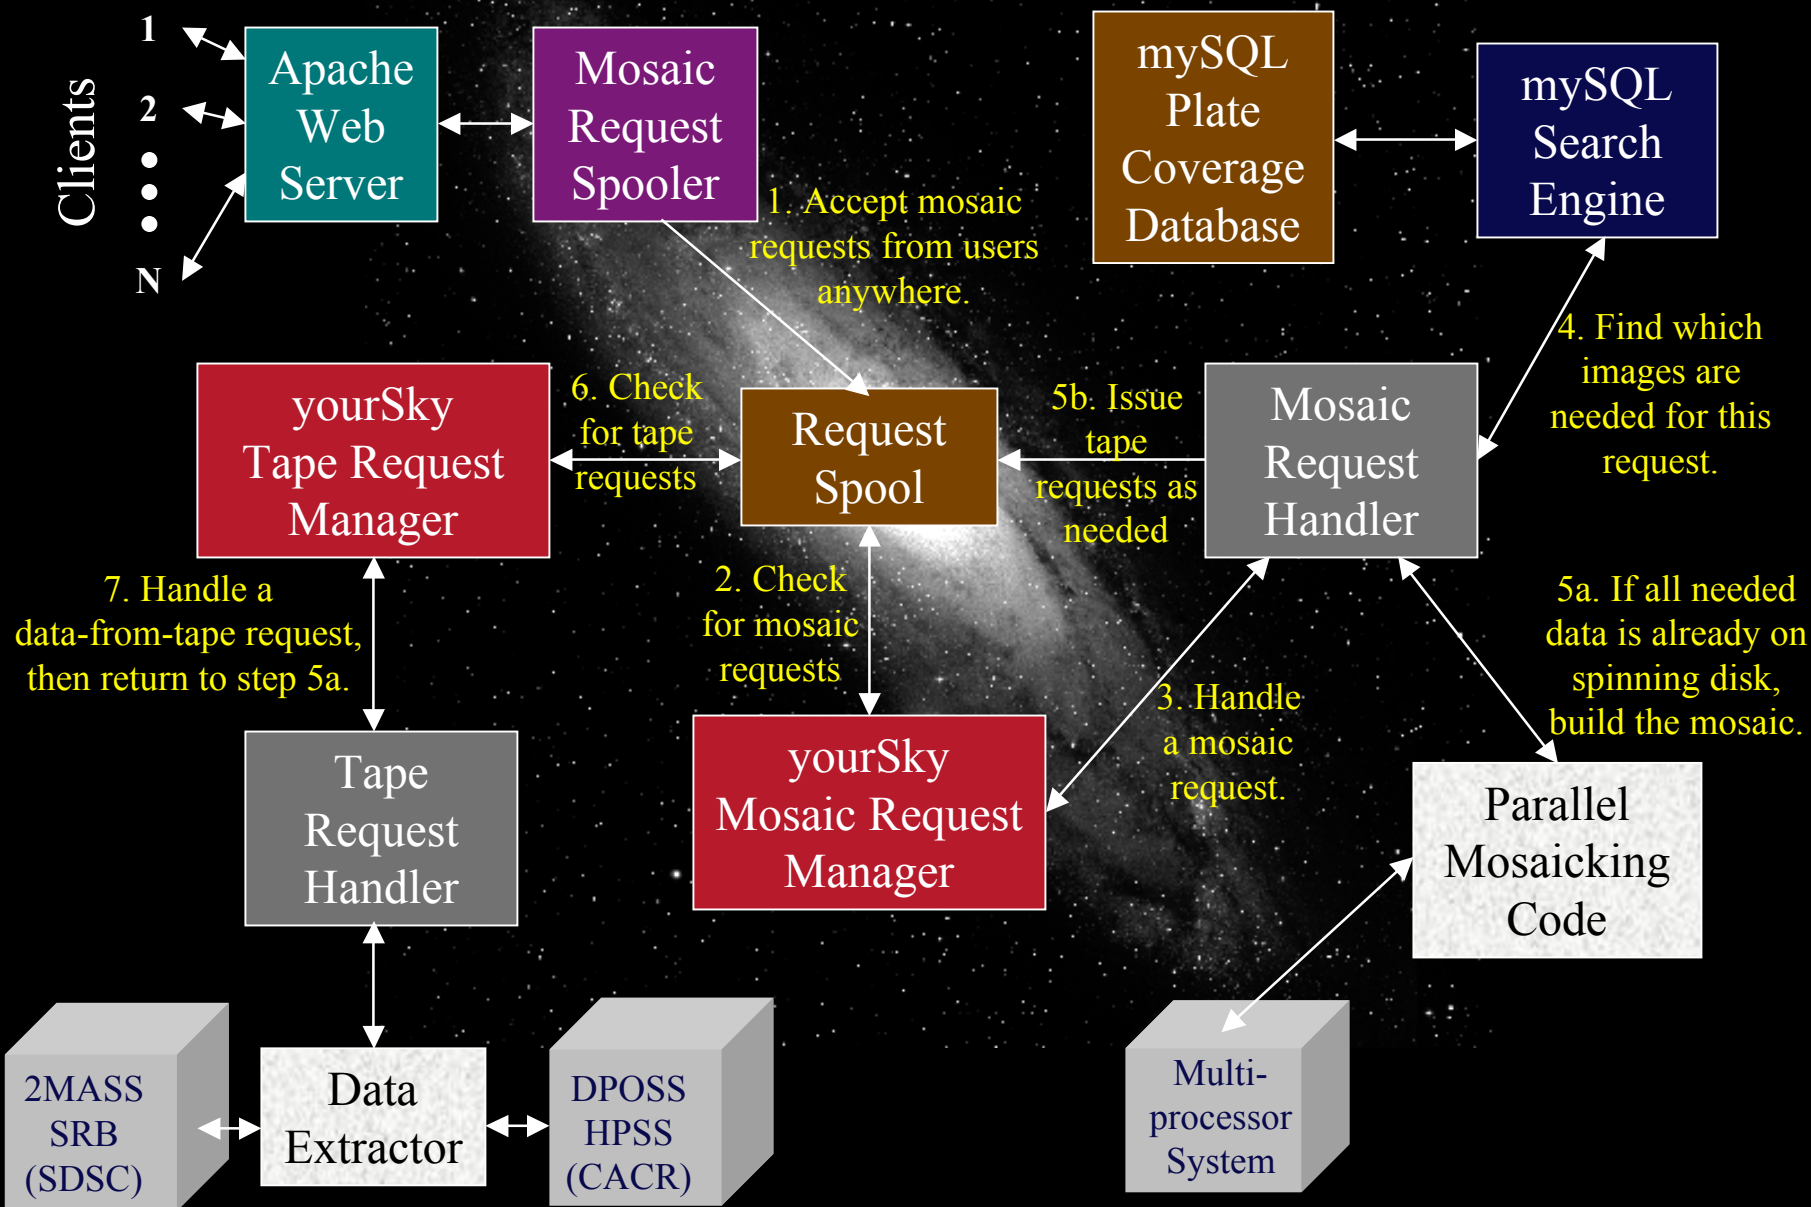 Clients
1
2
N
Apache
Web
Server
Mosaic
Request
Spooler
1. Accept mosaic
requests from users
anywhere.
mySQL
Plate
Coverage
Database
mySQL
Search
Engine
4. Find which
images are
needed for this
request.
yourSky
Tape Request
Manager
6. Check
for tape
requests
Request
Spool
5b. Issue
tape
requests as
needed
Mosaic
Request
Handler
7. Handle a
data-from-tape request,
then return to step 5a.
2. Check
for mosaic
requests
3. Handle
a mosaic
request.
5a. If all needed
data is already on
spinning disk,
build the mosaic.
Tape
Request
Handler
yourSky
Mosaic Request
Manager
Parallel
Mosaicking
Code
2MASS
SRB
(SDSC)
Data
Extractor
DPOSS
HPSS
(CACR)
Multi-
processor
System